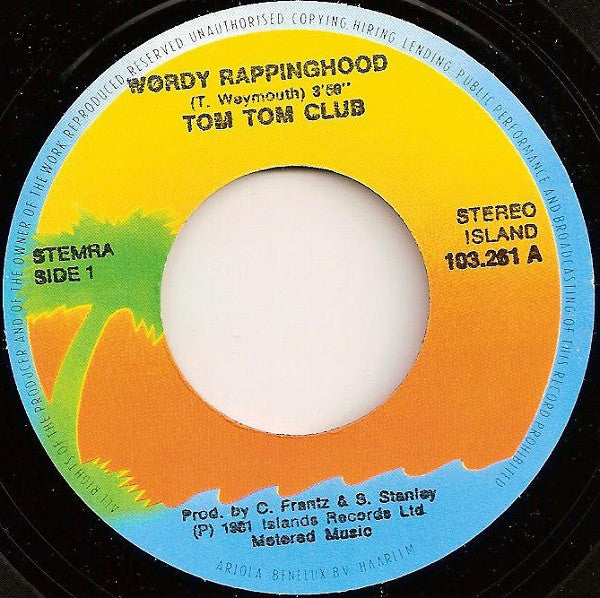 ALL RIGHTS OF THE PRODUCER AND OF THE OWNER OF THE WORK REPRODUCED RESERVED UNAUTHORISED COPYING HIRING LENDING PUBLIC PERFORMANCE AND BROADCASTING OF THIS RECORD PROHIBITED
WORDY RAPPINGHOOD
(T. Weymouth) 3'58"
TOM TOM CLUB
STEMRA
SIDE 1
STEREO
ISLAND
103.261 A
Prod. by C. Frantz & S. Stanley
(P) 1981 Islands Records Ltd.
Metered Music
ARIOLA BENELUX BV HAARLEM